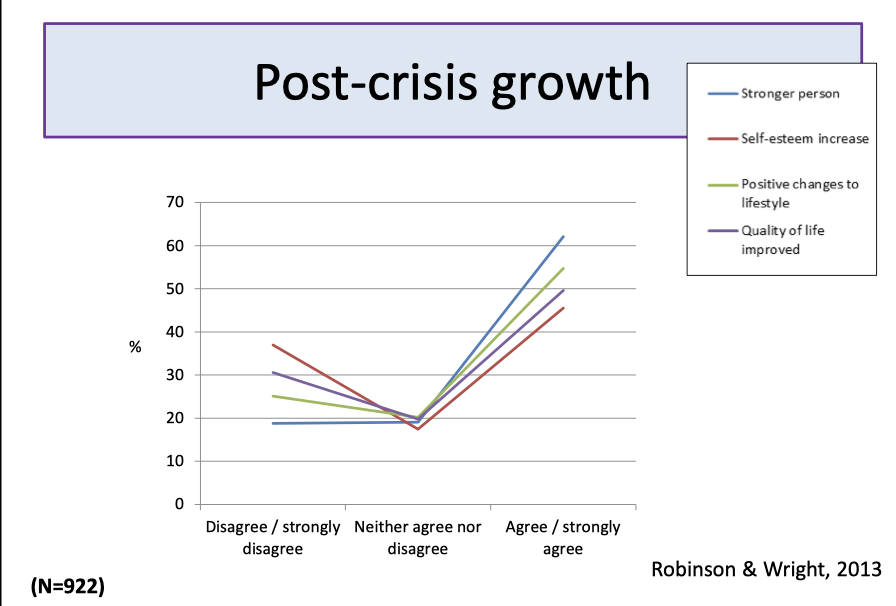 Post-crisis growth
Stronger person
Self-esteem increase
Positive changes to
lifestyle
Quality of life
improved
70
60
50
40
%
30
20
10
0
Disagree / strongly
disagree
Neither agree nor
disagree
Agree / strongly
agree
Robinson & Wright, 2013
(N=922)